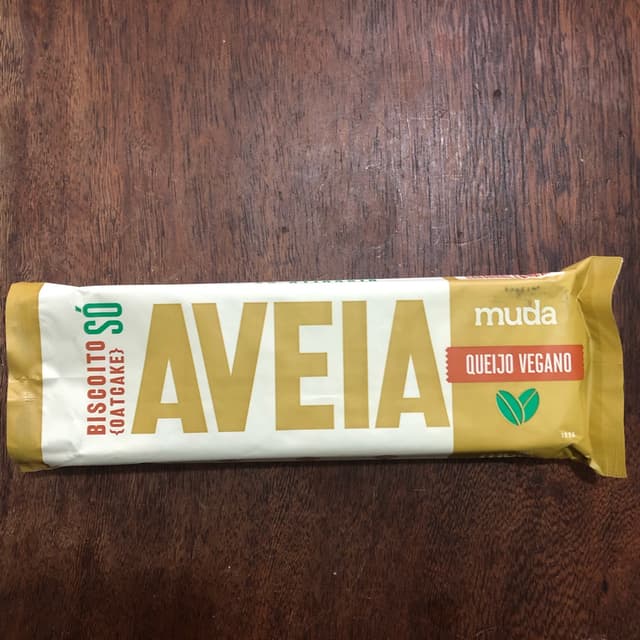 BISCOITO SÓ
{OATCAKE}
AVEIA
muda
QUEIJO VEGANO